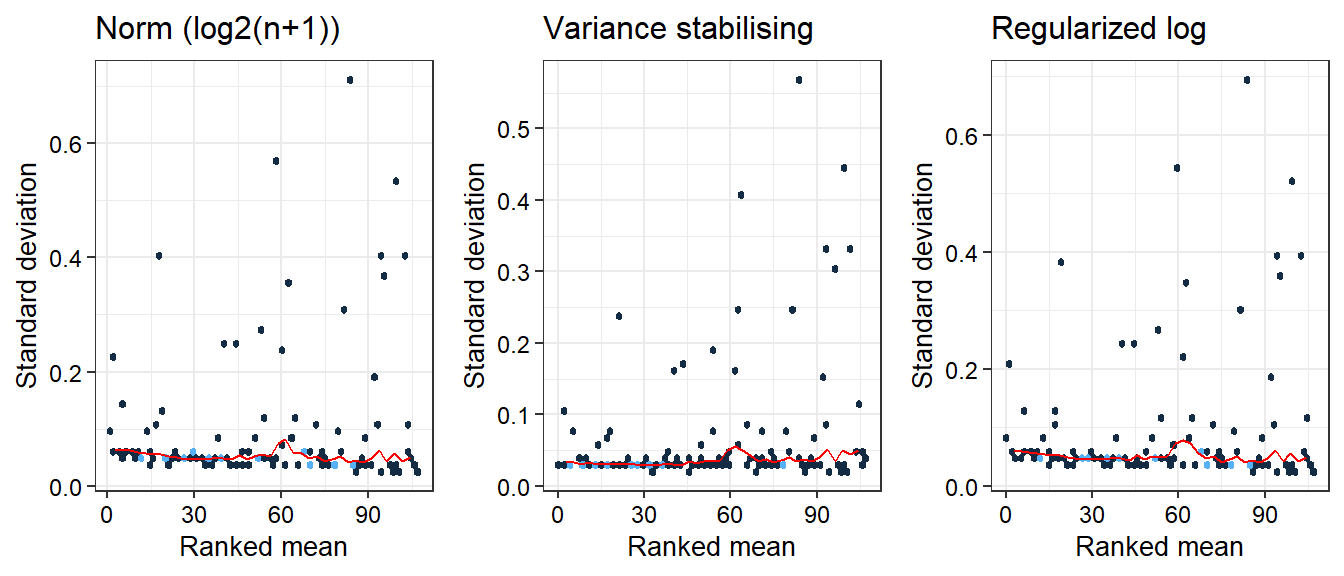 Norm (log2(n+1))
Standard deviation
0.6
0.4
0.2
0.0
0 30 60 90
Ranked mean
Variance stabilising
Standard deviation
0.5
0.4
0.3
0.2
0.1
0.0
0 30 60 90
Ranked mean
Regularized log
Standard deviation
0.6
0.4
0.2
0.0
0 30 60 90
Ranked mean